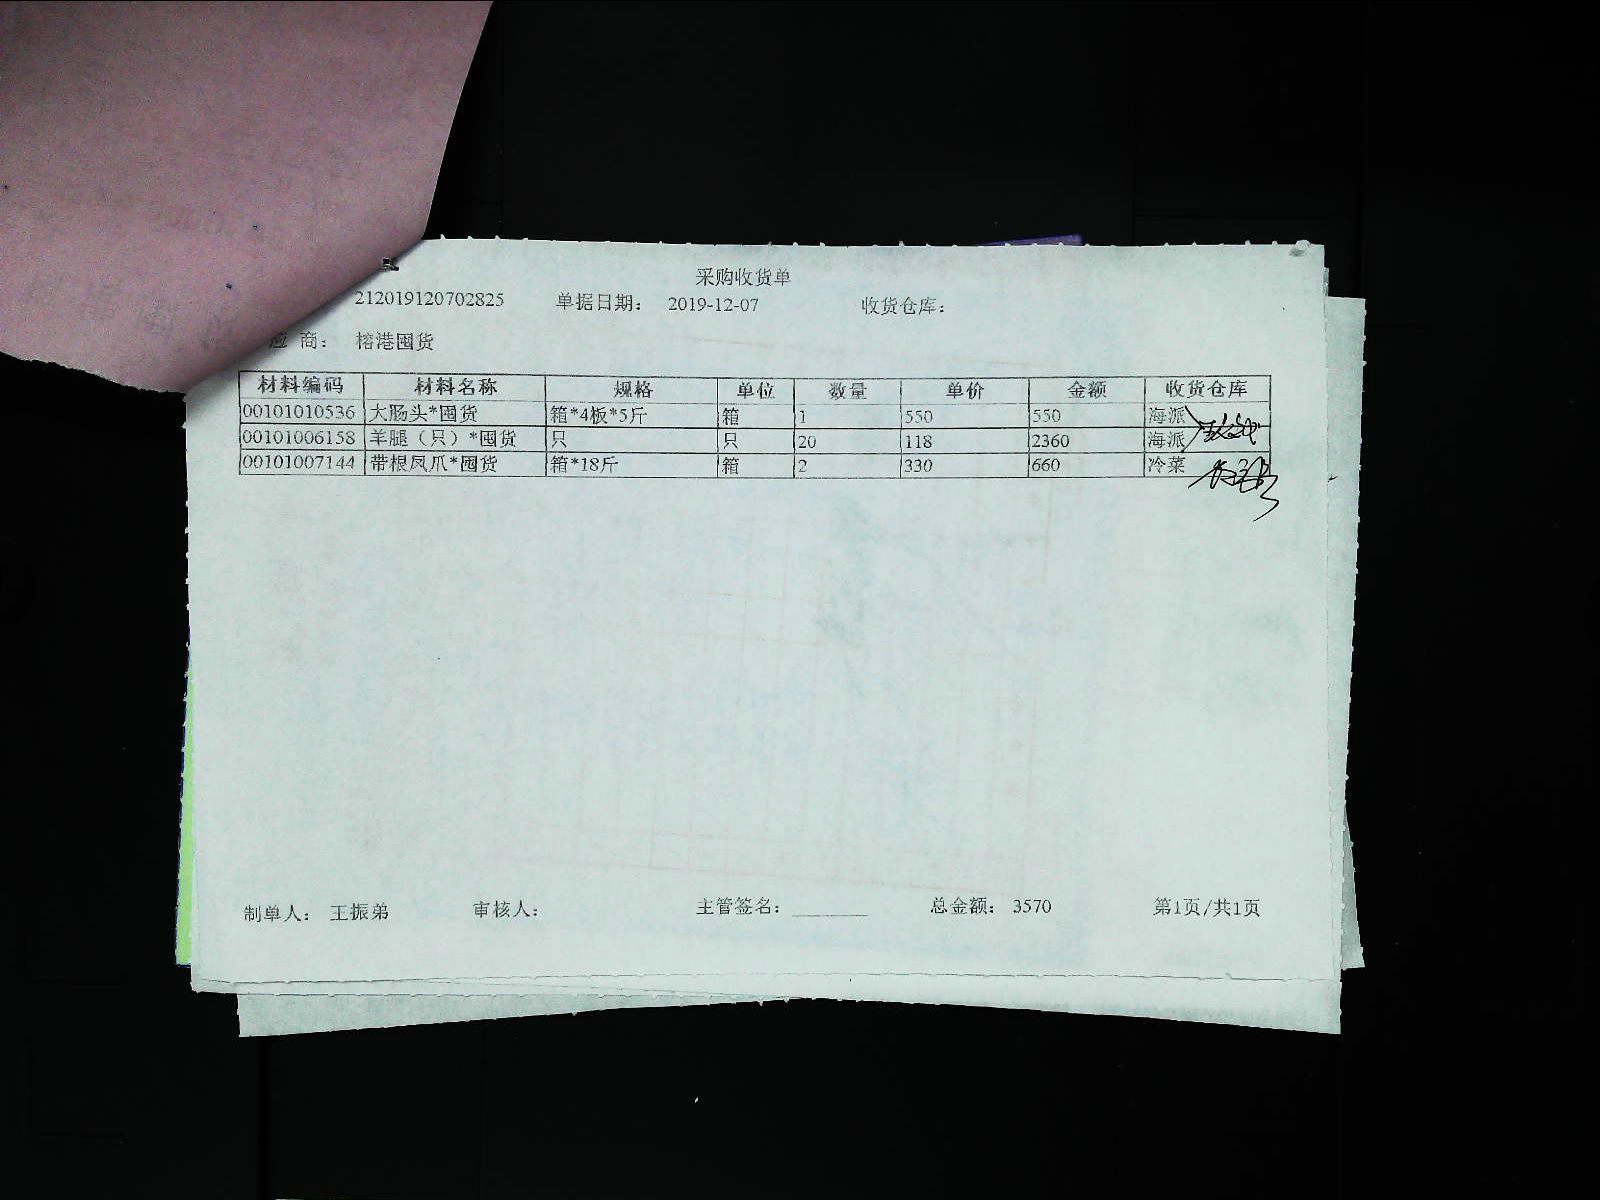 采购收货单
212019120702825 单据日期: 2019-12-07 收货仓库:
应 商: 榕港囤货
材料编码 材料名称 规格 单位 数量 单价 金额 收货仓库
00101010536 大肠头*囤货 箱*4板*5斤 箱 1 550 550 海派
00101006158 羊腿（只）*囤货 只 只 20 118 2360 海派
00101007144 带根凤爪*囤货 箱*18斤 箱 2 330 660 冷菜
制单人: 王振弟 审核人: 主管签名: 总金额: 3570 第1页/共1页